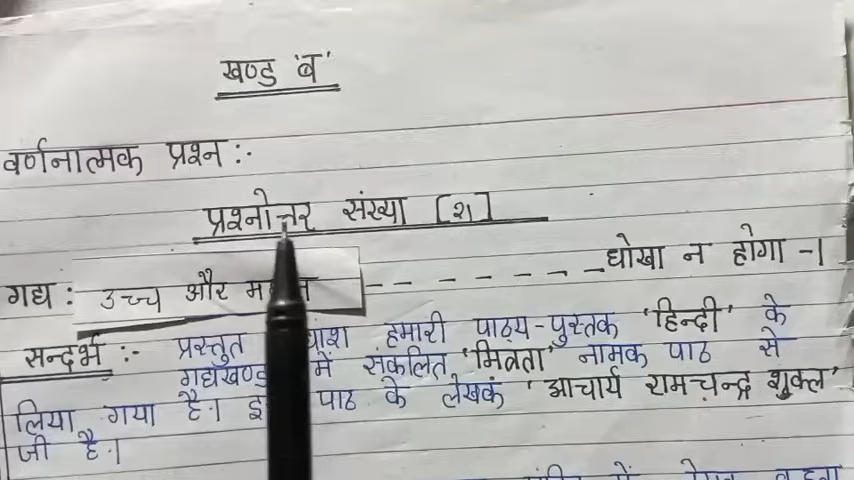 खण्ड 'ब'
वर्णनात्मक प्रश्न :-
प्रश्नोत्तर संख्या [21]
गद्य : उच्च और - - - - - - - धोखा न होगा -।
सन्दर्भ :- प्रस्तुत हमारी पाठ्य-पुस्तक 'हिन्दी' के
गद्यखण्ड में संकलित 'मित्रता' नामक पाठ से
लिया गया है। पाठ के लेखक 'आचार्य रामचन्द्र शुक्ल'
जी है।